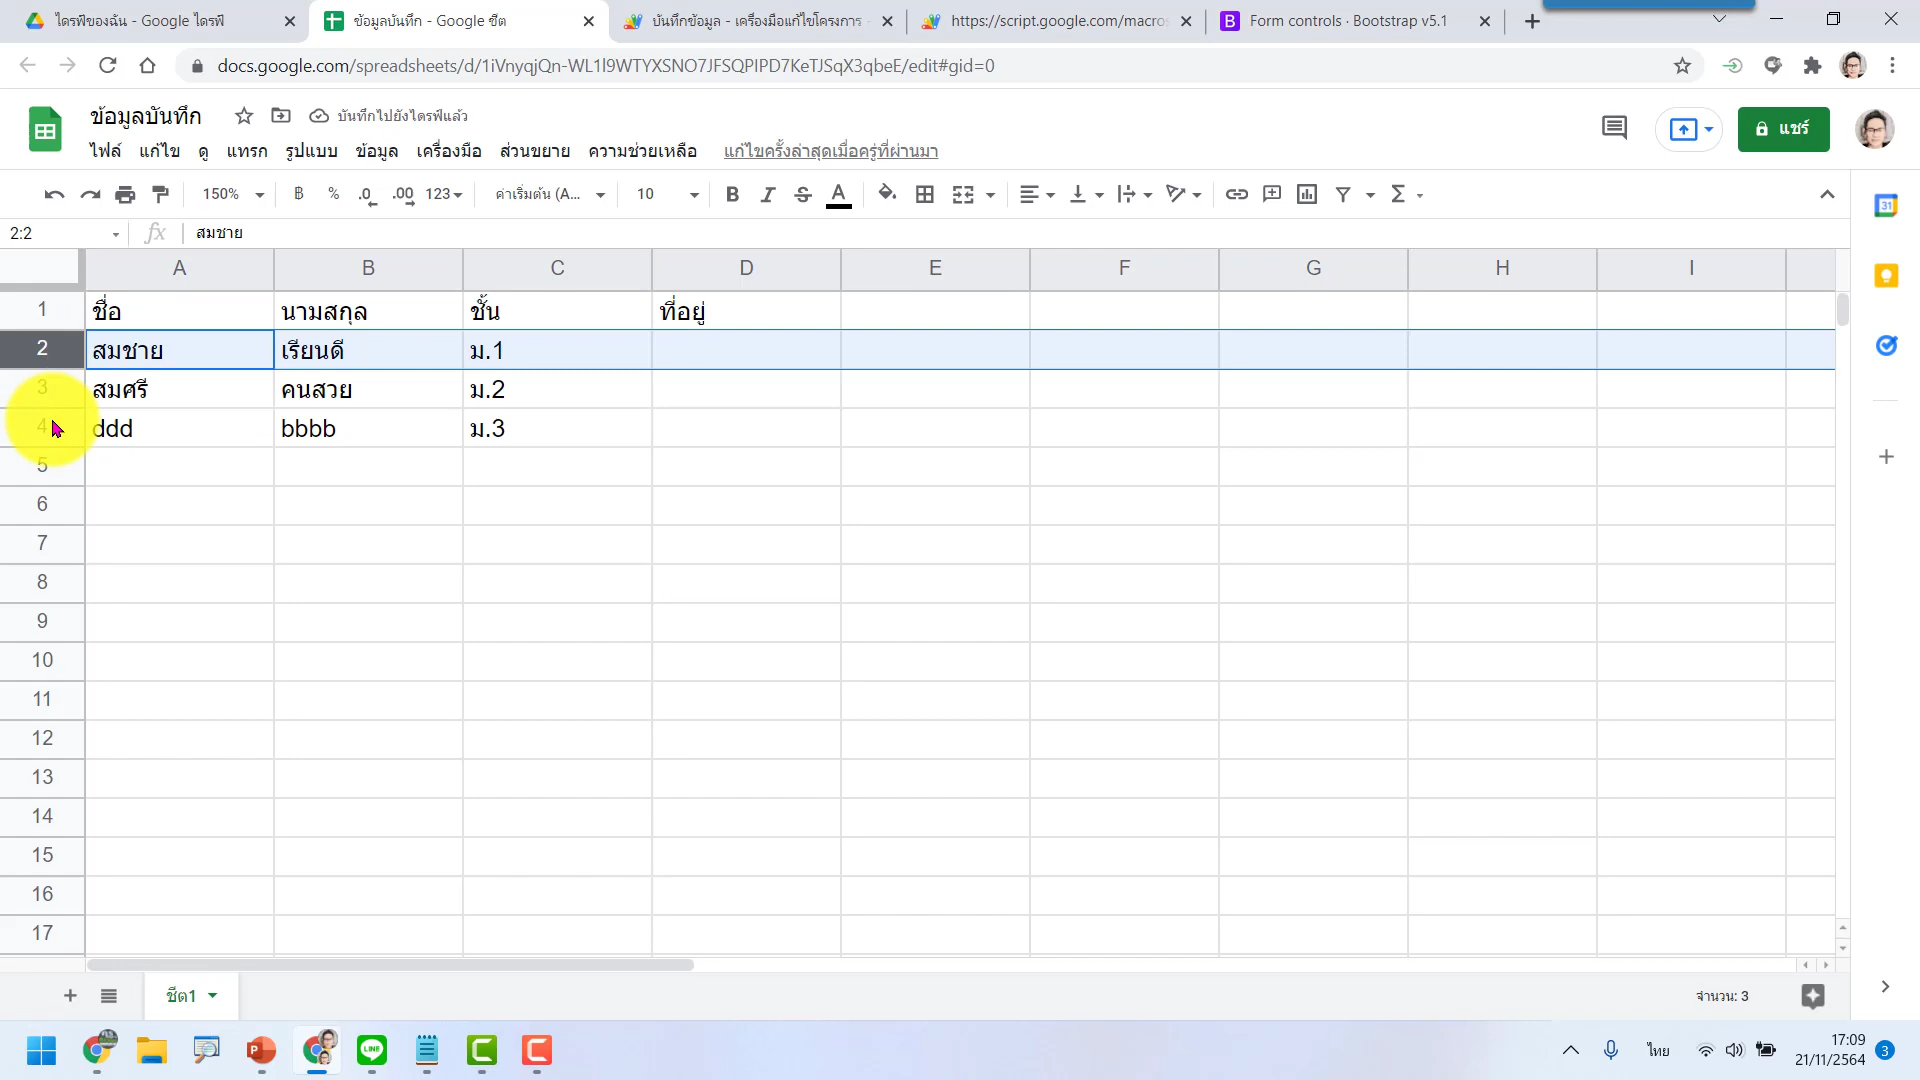 ไดรฟ์ของฉัน - Google ไดรฟ์
ข้อมูลบันทึก - Google ชีต
บันทึกข้อมูล - เครื่องมือแก้ไขโครงการ -
https://script.google.com/macros
Form controls · Bootstrap v5.1
docs.google.com/spreadsheets/d/1iVnyqjQn-WL1l9WTYXSNO7JFSQPIPD7KeTJSqX3qbeE/edit#gid=0
ข้อมูลบันทึก
บันทึกไปยังไดรฟ์แล้ว
แชร์
ไฟล์ แก้ไข ดู แทรก รูปแบบ ข้อมูล เครื่องมือ ส่วนขยาย ความช่วยเหลือ แก้ไขครั้งล่าสุดเมื่อครู่ที่ผ่านมา
150% ฿ % .0 .00 123 ค่าเริ่มต้น (A... 10 B I S A Σ
31
2:2 fx สมชาย
A B C D E F G H I
1 ชื่อ นามสกุล ชั้น ที่อยู่
2 สมชาย เรียนดี ม.1
3 สมศรี คนสวย ม.2
4 ddd bbbb ม.3
5
6
7
8
9
10
11
12
13
14
15
16
17
ชีต1
จำนวน: 3
LINE
ไทย
17:09
21/11/2564
3